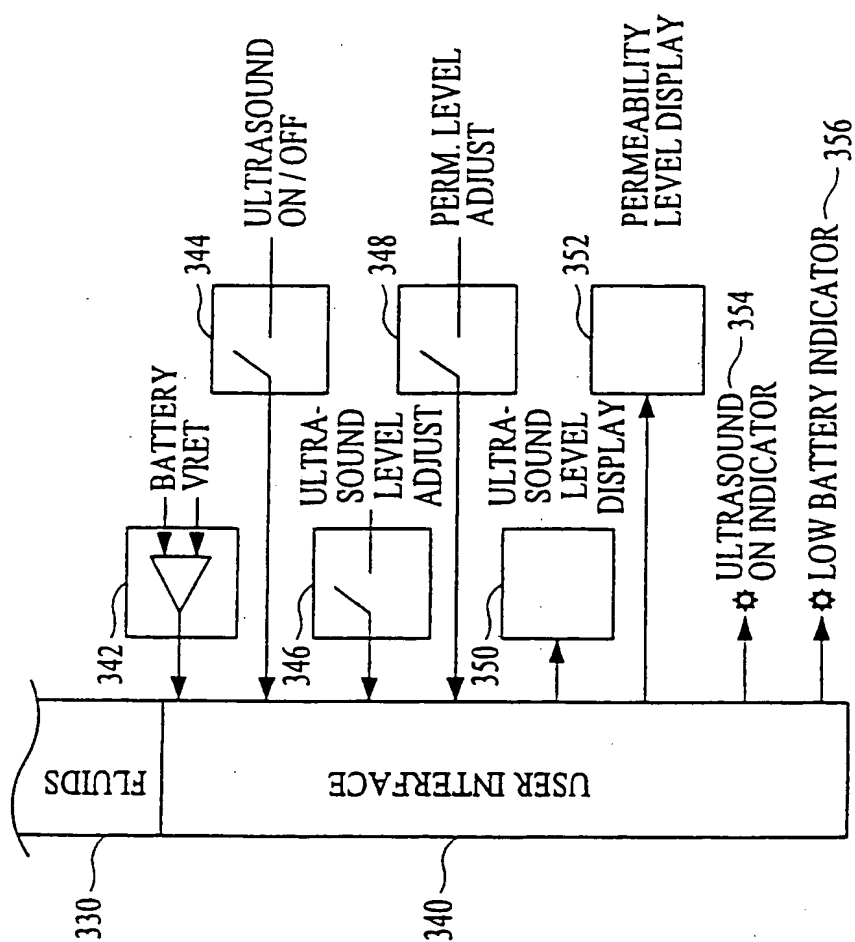 330
FLUIDS
340
USER INTERFACE
342
BATTERY
VRET
344
ULTRASOUND
ON / OFF
346
ULTRA-
SOUND
LEVEL
ADJUST
348
PERM. LEVEL
ADJUST
350
ULTRA-
SOUND
LEVEL
DISPLAY
352
PERMEABILITY
LEVEL DISPLAY
ULTRASOUND
ON INDICATOR
354
LOW BATTERY INDICATOR
356